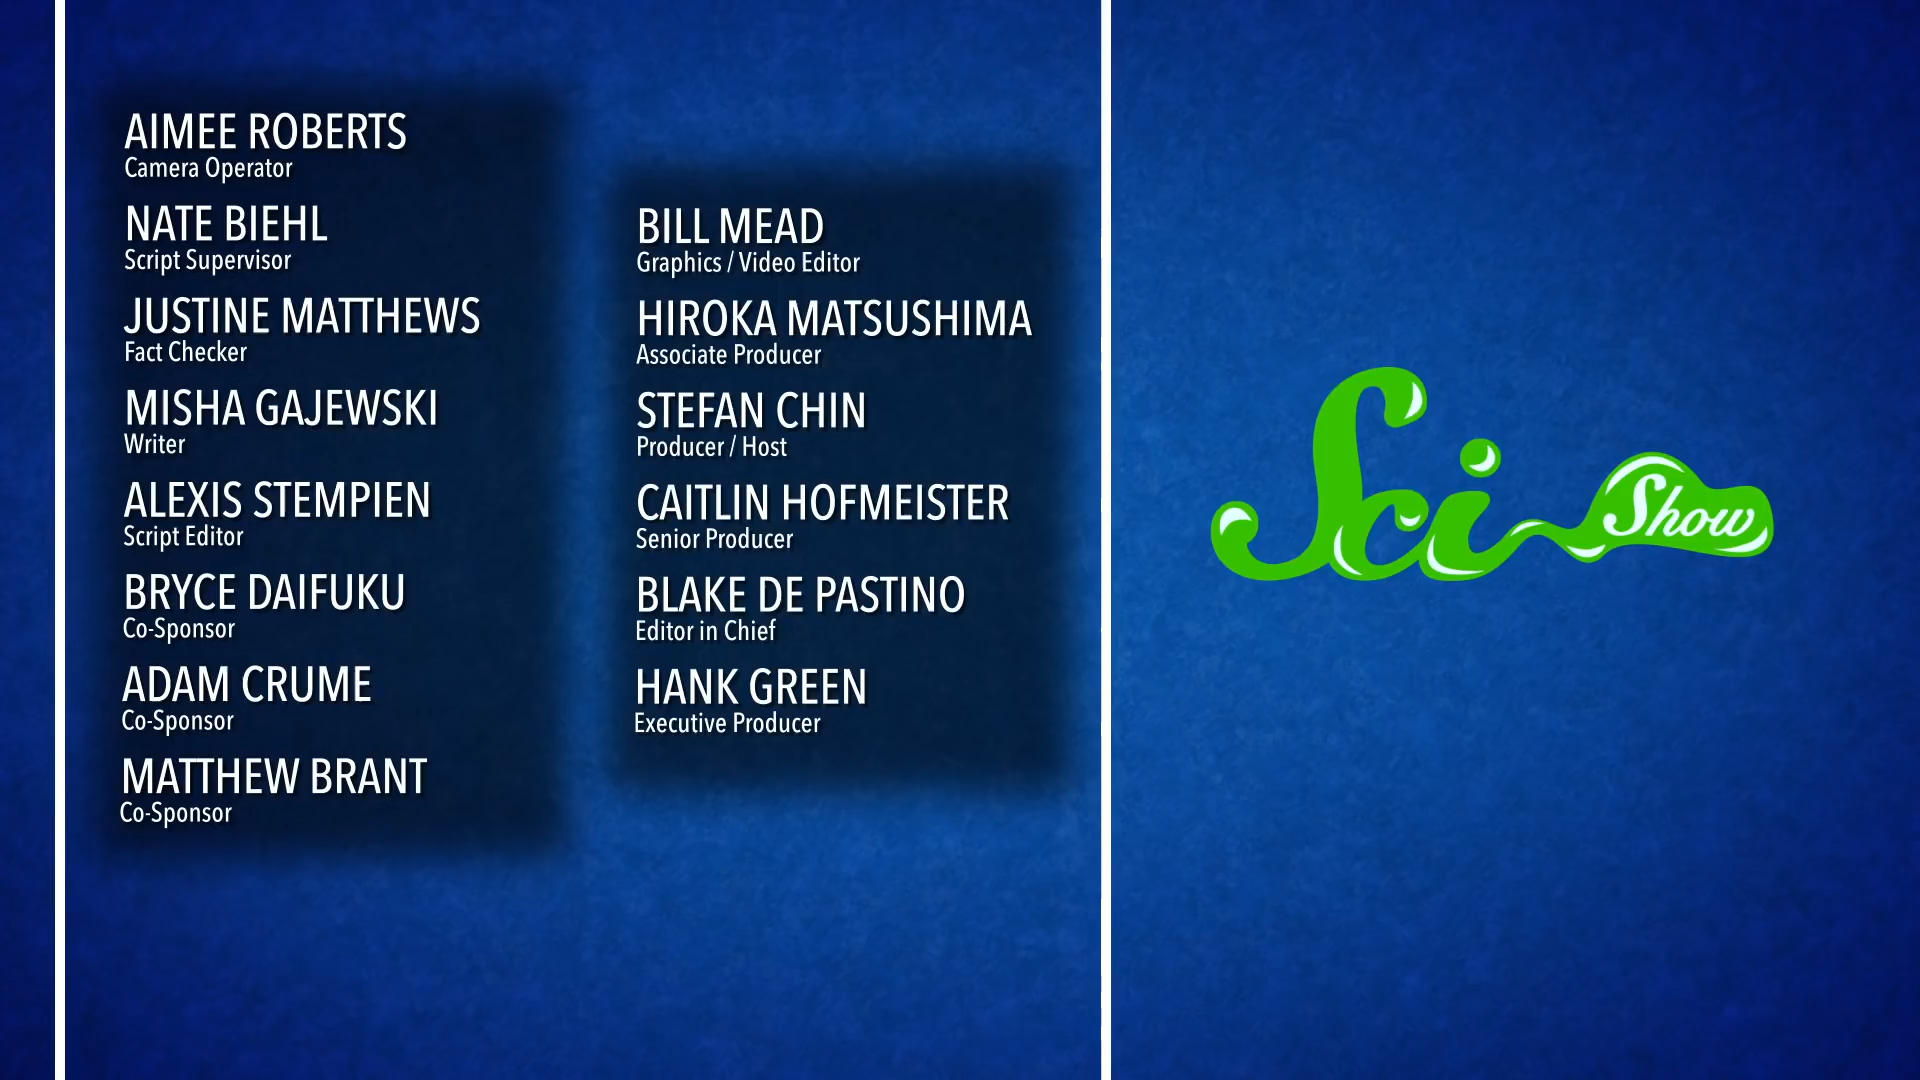 AIMEE ROBERTS
Camera Operator
NATE BIEHL
Script Supervisor
JUSTINE MATTHEWS
Fact Checker
MISHA GAJEWSKI
Writer
ALEXIS STEMPIEN
Script Editor
BRYCE DAIFUKU
Co-Sponsor
ADAM CRUME
Co-Sponsor
MATTHEW BRANT
Co-Sponsor
BILL MEAD
Graphics / Video Editor
HIROKA MATSUSHIMA
Associate Producer
STEFAN CHIN
Producer / Host
CAITLIN HOFMEISTER
Senior Producer
BLAKE DE PASTINO
Editor in Chief
HANK GREEN
Executive Producer
Sci Show